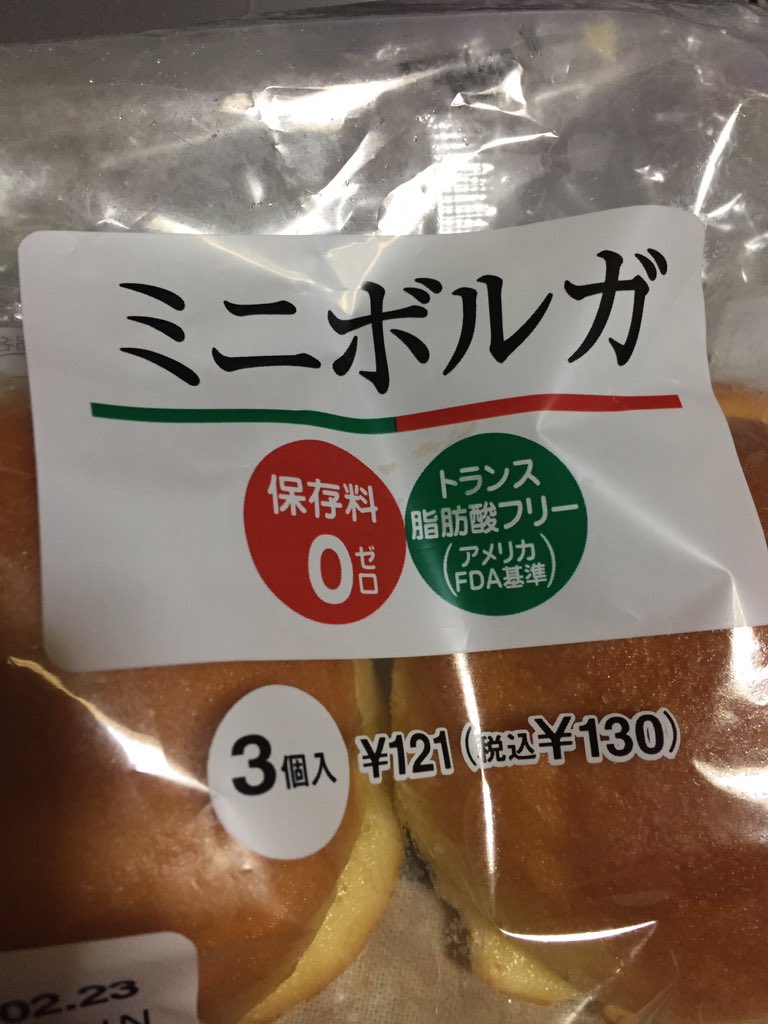 ミニボルガ
保存料
0ゼロ
トランス
脂肪酸フリー
(アメリカ
FDA基準)
3個入
¥121(税込¥130)
02.23